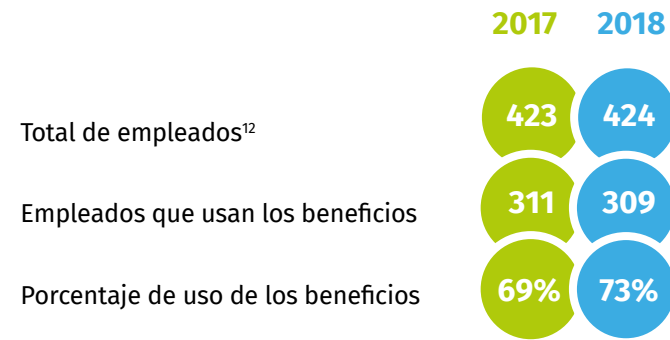 2017 2018
Total de empleados¹² 423 424
Empleados que usan los beneficios 311 309
Porcentaje de uso de los beneficios 69% 73%